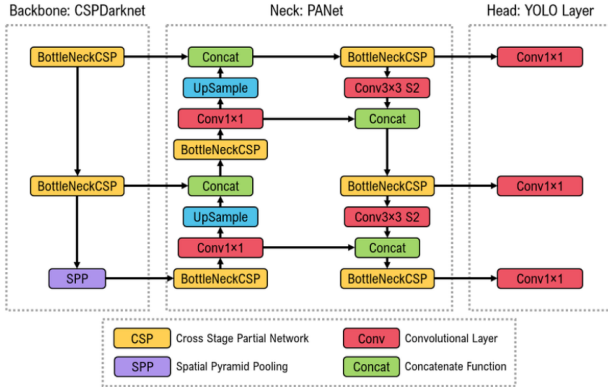 Backbone: CSPDarknet
Neck: PANet
Head: YOLO Layer
BottleNeckCSP
Concat
BottleNeckCSP
Conv1×1
UpSample
Conv3×3 S2
Conv1×1
Concat
BottleNeckCSP
BottleNeckCSP
Concat
BottleNeckCSP
Conv1×1
UpSample
Conv3×3 S2
Conv1×1
Concat
SPP
BottleNeckCSP
BottleNeckCSP
Conv1×1
CSP
Cross Stage Partial Network
Conv
Convolutional Layer
SPP
Spatial Pyramid Pooling
Concat
Concatenate Function